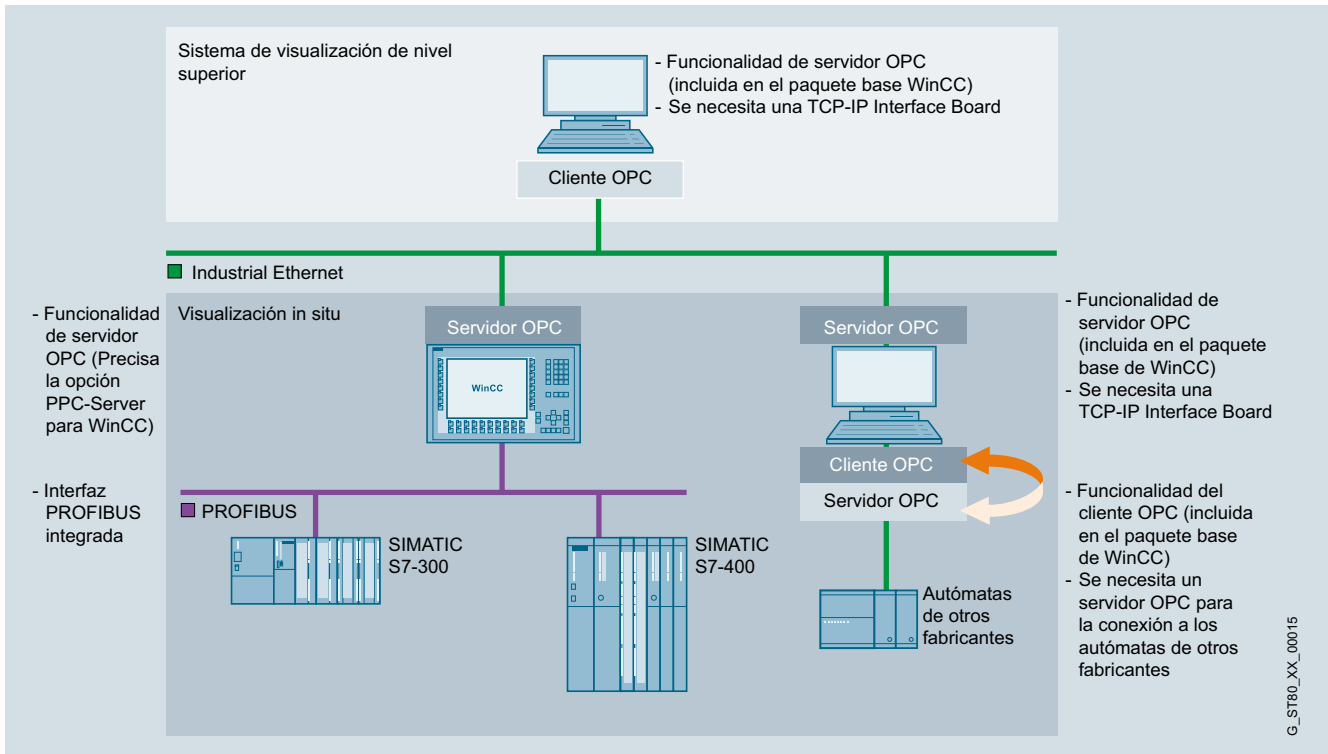 Sistema de visualización de nivel
superior
- Funcionalidad de servidor OPC
(incluida en el paquete base WinCC)
- Se necesita una TCP-IP Interface Board
Cliente OPC
Industrial Ethernet
- Funcionalidad
de servidor
OPC (Precisa
la opción
PPC-Server
para WinCC)
Visualización in situ
Servidor OPC
WinCC
Servidor OPC
- Funcionalidad de
servidor OPC
(incluida en el paquete
base de WinCC)
- Se necesita una
TCP-IP Interface Board
Cliente OPC
Servidor OPC
- Interfaz
PROFIBUS
integrada
PROFIBUS
SIMATIC
S7-300
SIMATIC
S7-400
Autómatas
de otros
fabricantes
- Funcionalidad del
cliente OPC (incluida
en el paquete base
de WinCC)
- Se necesita un
servidor OPC para
la conexión a los
autómatas de otros
fabricantes
G_ST80_XX_00015